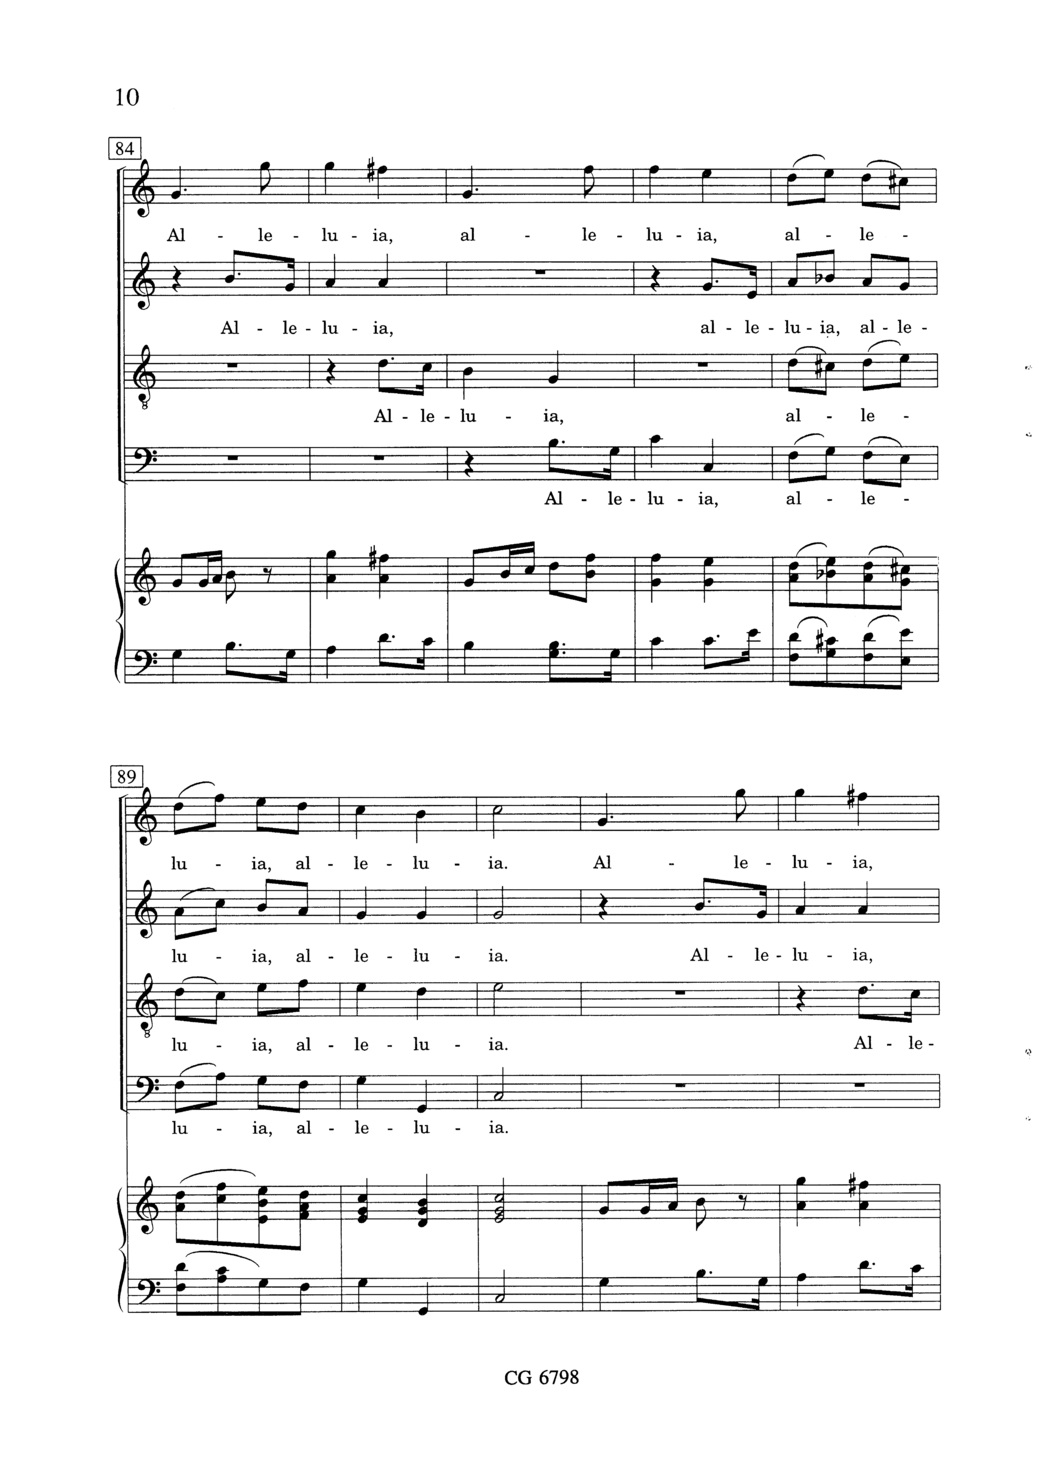 10
84
Al - le - lu - ia, al - le - lu - ia, al - le -
Al - le - lu - ia, al - le - lu - ia, al - le -
Al - le - lu - ia, al - le -
Al - le - lu - ia, al - le -
89
lu - ia, al - le - lu - ia. Al - le - lu - ia,
lu - ia, al - le - lu - ia. Al - le - lu - ia,
lu - ia, al - le - lu - ia. Al - le -
lu - ia, al - le - lu - ia.
CG 6798